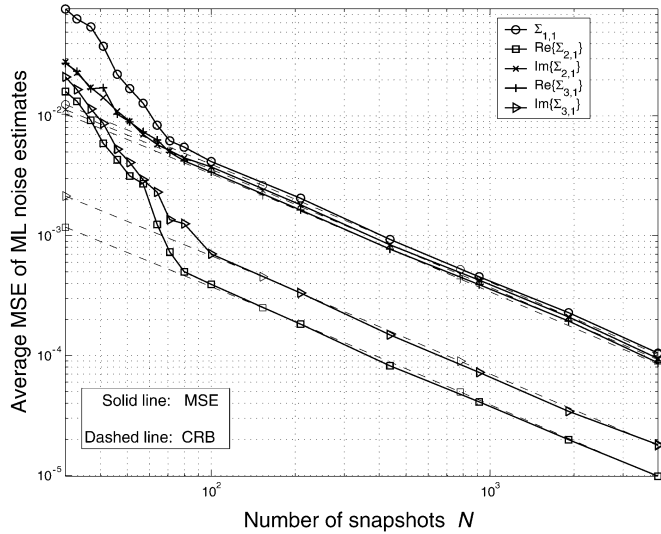 Σ1,1
Re{Σ2,1}
Im{Σ2,1}
Re{Σ3,1}
Im{Σ3,1}
10^-2
10^-3
10^-4
10^-5
Average MSE of ML noise estimates
Solid line: MSE
Dashed line: CRB
10^2
10^3
Number of snapshots N